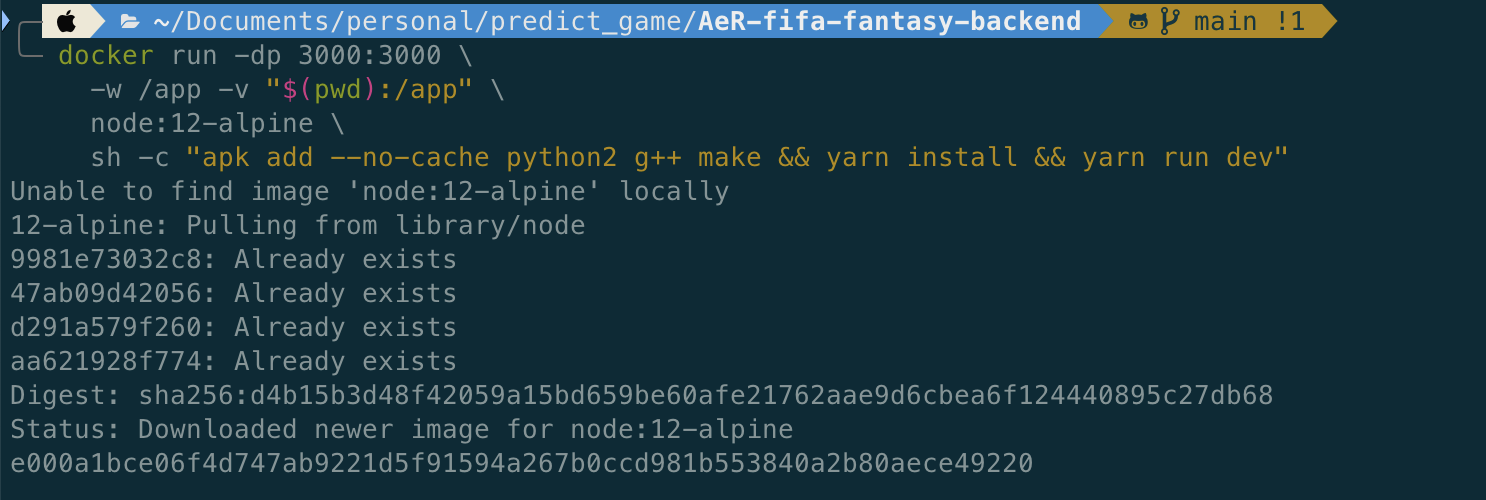 ~/Documents/personal/predict_game/AeR-fifa-fantasy-backend main !1
docker run -dp 3000:3000 \
-w /app -v "$(pwd):/app" \
node:12-alpine \
sh -c "apk add --no-cache python2 g++ make && yarn install && yarn run dev"
Unable to find image 'node:12-alpine' locally
12-alpine: Pulling from library/node
9981e73032c8: Already exists
47ab09d42056: Already exists
d291a579f260: Already exists
aa621928f774: Already exists
Digest: sha256:d4b15b3d48f42059a15bd659be60afe21762aae9d6cbea6f124440895c27db68
Status: Downloaded newer image for node:12-alpine
e000a1bce06f4d747ab9221d5f91594a267b0ccd981b553840a2b80aece49220